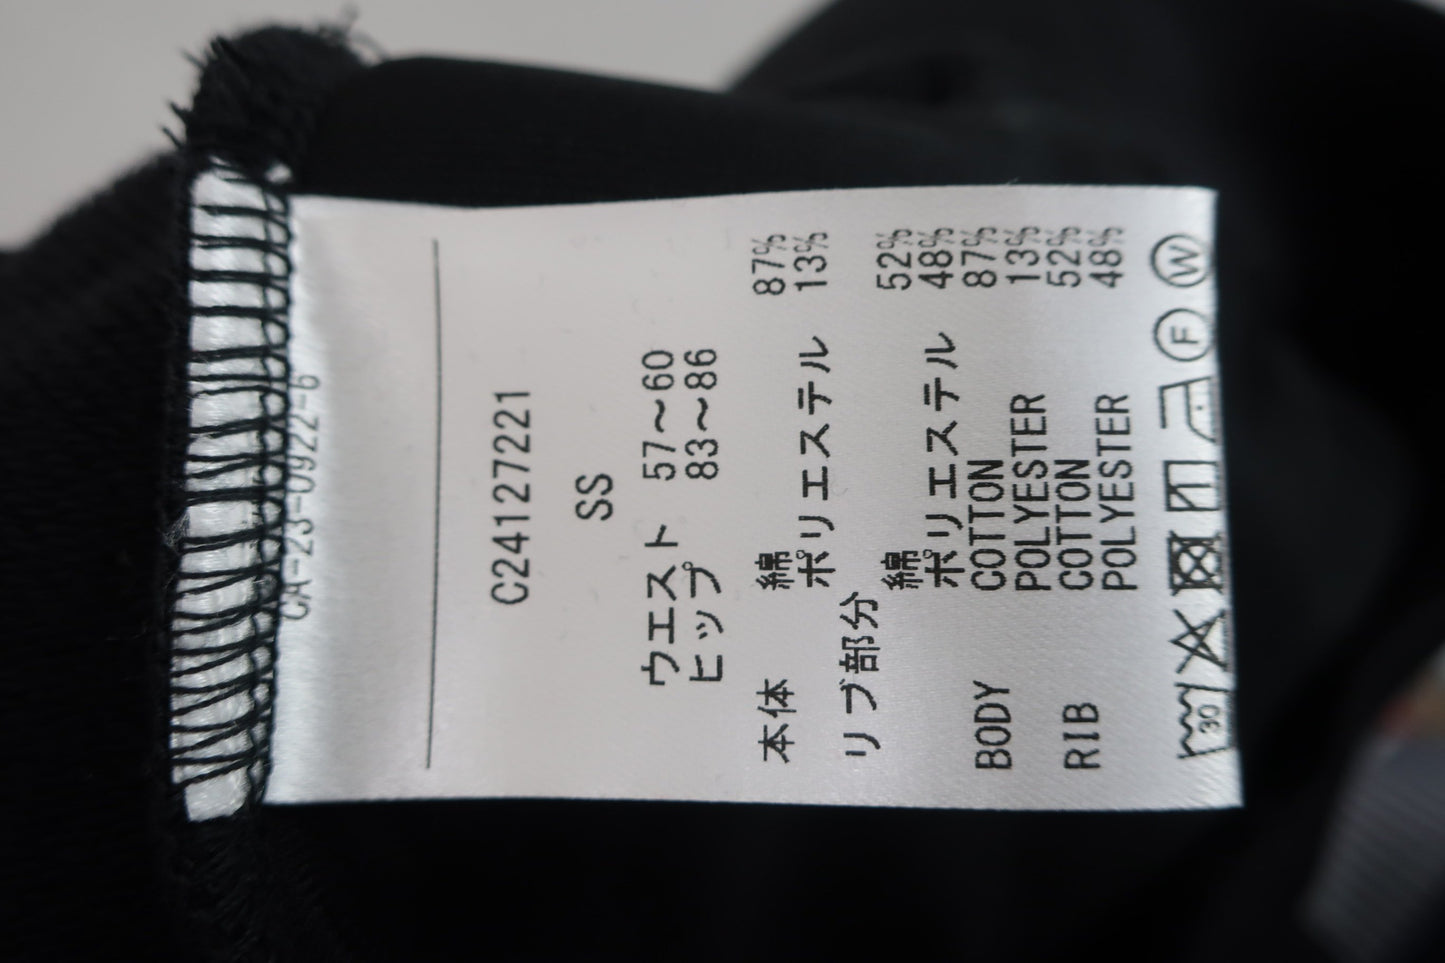 CA-23-0922-6
C24127221
SS
ウエスト 57～60
ヒップ 83～86
本体 綿 87%
ポリエステル 13%
リブ部分
綿 52%
ポリエステル 48%
BODY COTTON 87%
POLYESTER 13%
RIB COTTON 52%
POLYESTER 48%
30 F W